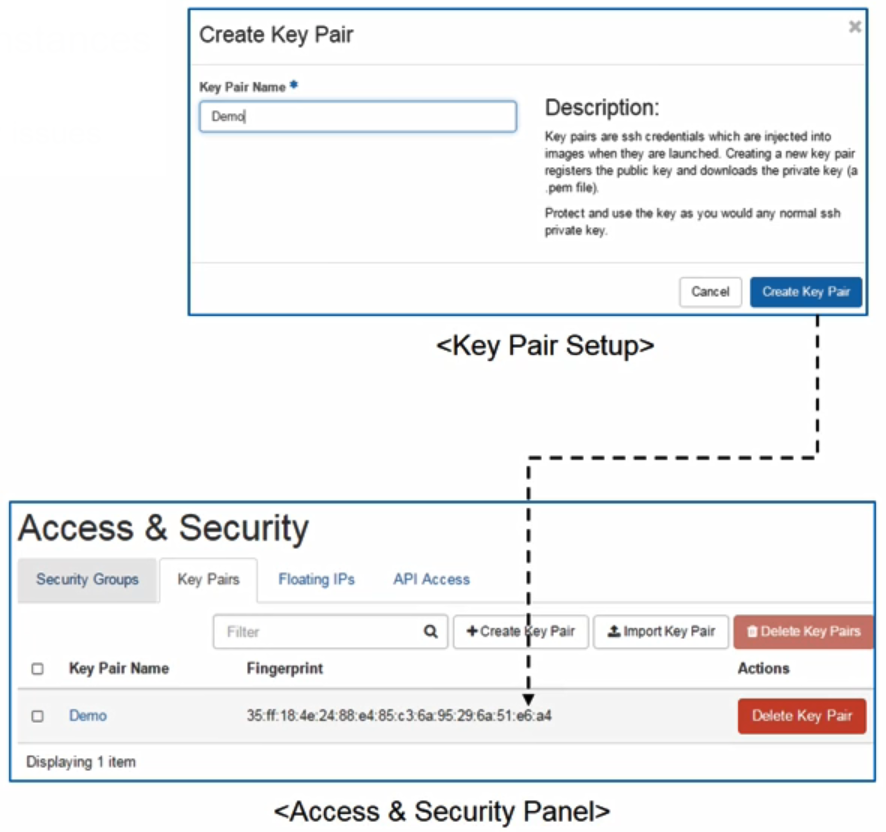 Create Key Pair
Key Pair Name *
Demo
Description:
Key pairs are ssh credentials which are injected into
images when they are launched. Creating a new key pair
registers the public key and downloads the private key (a
.pem file).
Protect and use the key as you would any normal ssh
private key.
Cancel Create Key Pair
<Key Pair Setup>
Access & Security
Security Groups Key Pairs Floating IPs API Access
Filter +Create Key Pair Import Key Pair Delete Key Pairs
Key Pair Name Fingerprint Actions
Demo 35:ff:18:4e:24:88:e4:85:c3:6a:95:29:6a:51:e6:a4 Delete Key Pair
Displaying 1 item
<Access & Security Panel>